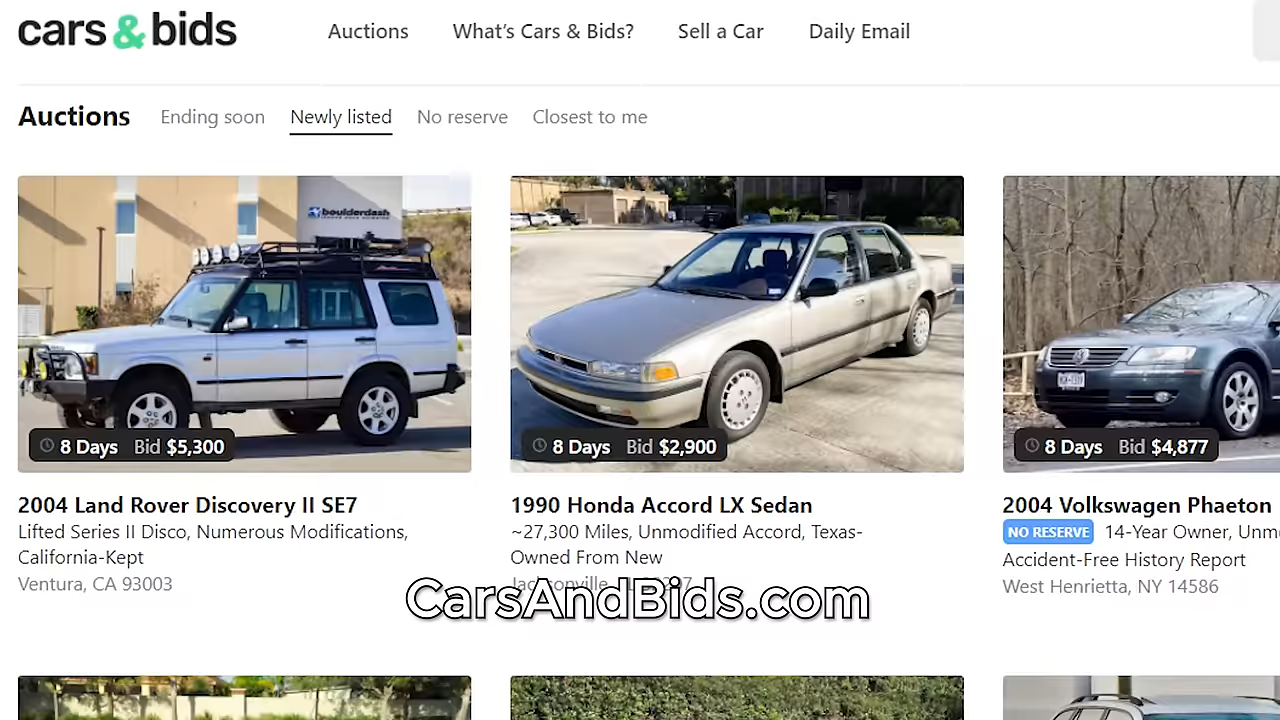 cars & bids
Auctions
What's Cars & Bids?
Sell a Car
Daily Email
Auctions
Ending soon
Newly listed
No reserve
Closest to me
boulderdash
8 Days Bid $5,300
8 Days Bid $2,900
8 Days Bid $4,877
2004 Land Rover Discovery II SE7
Lifted Series II Disco, Numerous Modifications,
California-Kept
Ventura, CA 93003
1990 Honda Accord LX Sedan
~27,300 Miles, Unmodified Accord, Texas-
Owned From New
2004 Volkswagen Phaeton
NO RESERVE 14-Year Owner,
Accident-Free History Report
West Henrietta, NY 14586
CarsAndBids.com